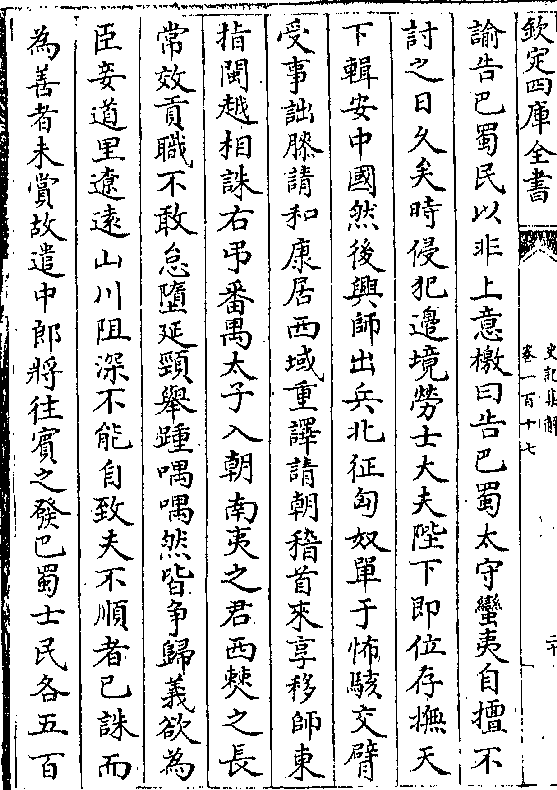 欽定四庫全書
史記集解
卷一百十七
二十
諭告巴蜀民以非上意檄曰告巴蜀太守蠻夷自擅不
討之日久矣時侵犯邊境勞士大夫陛下即位存撫天
下輯安中國然後興師出兵北征匈奴單于怖駭交臂
受事詘膝請和康居西域重譯請朝稽首來享移師東
指閩越相誅右弔番禺太子入朝南夷之君西僰之長
常效貢職不敢怠墮延頸舉踵喁喁然皆爭歸義欲為
臣妾道里遼遠山川阻深不能自致夫不順者已誅而
為善者未賞故遣中郎將往賓之發巴蜀士民各五百